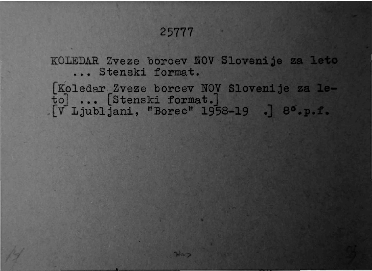 25777
KOLEDAR Zveze borcev NOV Slovenije za leto
... Stenski format.
[Koledar Zveze borcev NOV Slovenije za le-
to] ... [Stenski format.]
[V Ljubljani, "Borec" 1958-19 .] 8°.p.f.